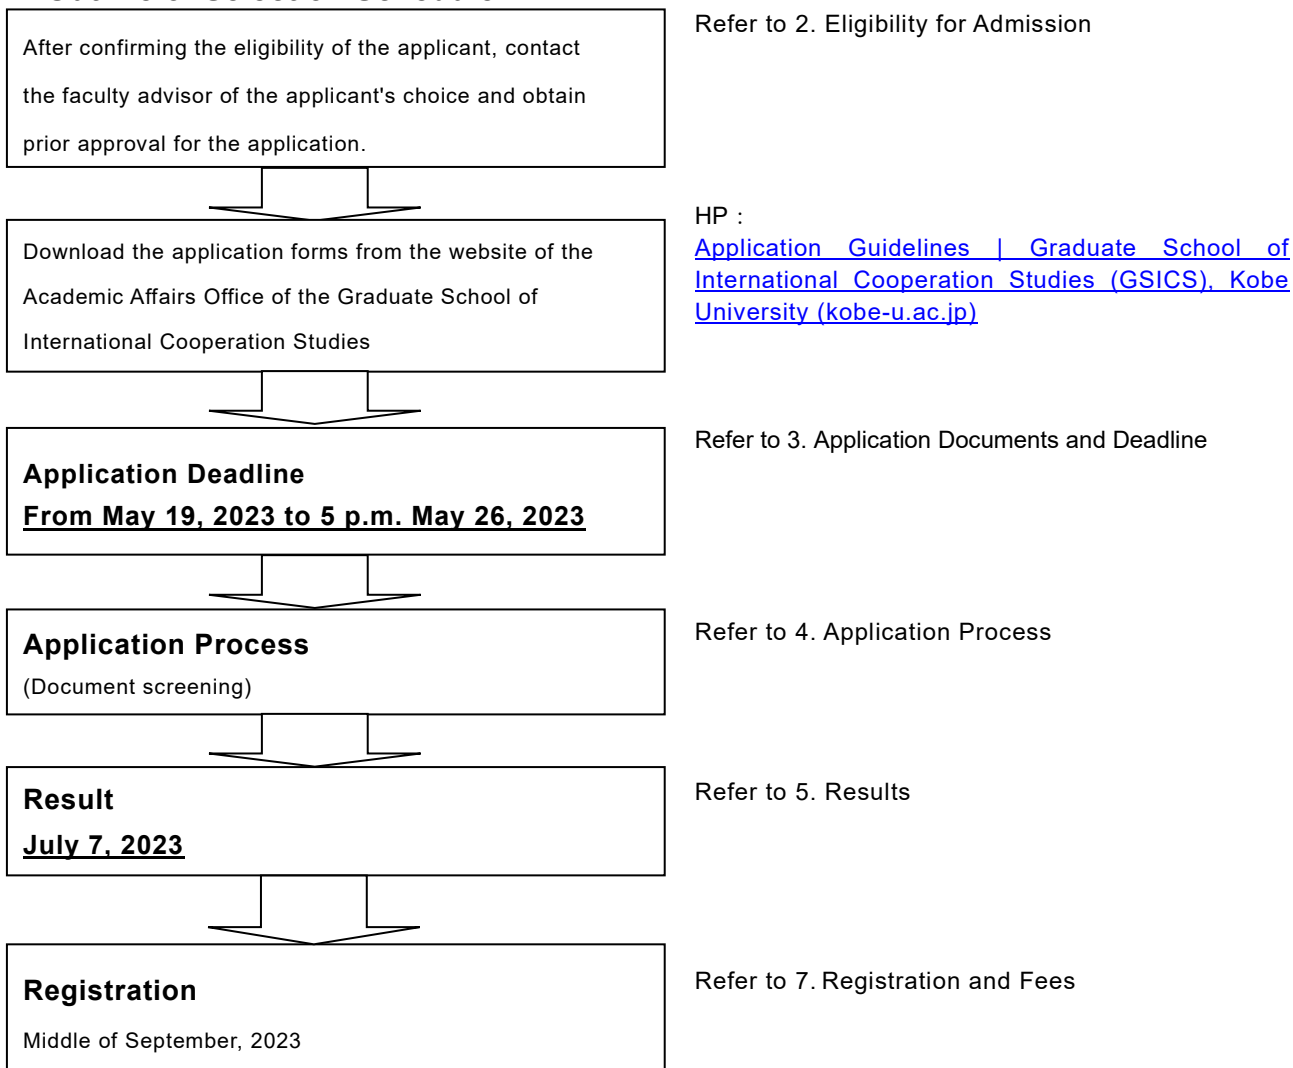 After confirming the eligibility of the applicant, contact
the faculty advisor of the applicant's choice and obtain
prior approval for the application.
Refer to 2. Eligibility for Admission
Download the application forms from the website of the
Academic Affairs Office of the Graduate School of
International Cooperation Studies
HP :
Application Guidelines | Graduate School of
International Cooperation Studies (GSICS), Kobe
University (kobe-u.ac.jp)
Application Deadline
From May 19, 2023 to 5 p.m. May 26, 2023
Refer to 3. Application Documents and Deadline
Application Process
(Document screening)
Refer to 4. Application Process
Result
July 7, 2023
Refer to 5. Results
Registration
Middle of September, 2023
Refer to 7. Registration and Fees